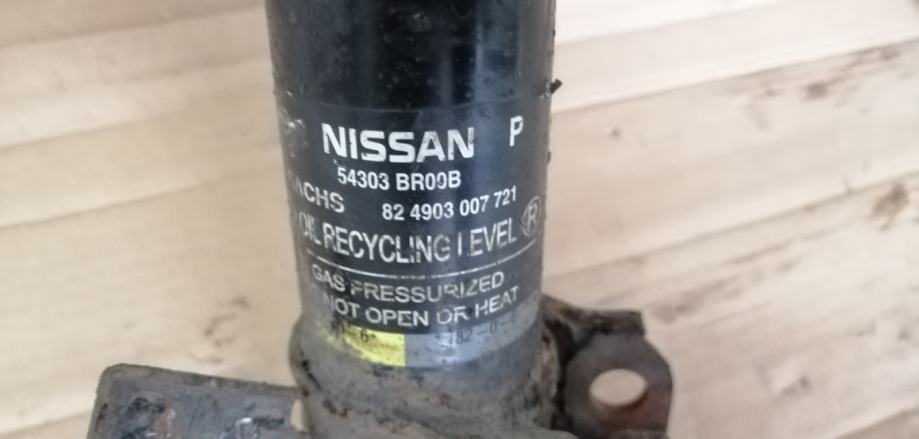 NISSAN P
54303 BR00B
SACHS 82 4903 007 721
OIL RECYCLING LEVEL ®
GAS PRESSURIZED
NOT OPEN OR HEAT